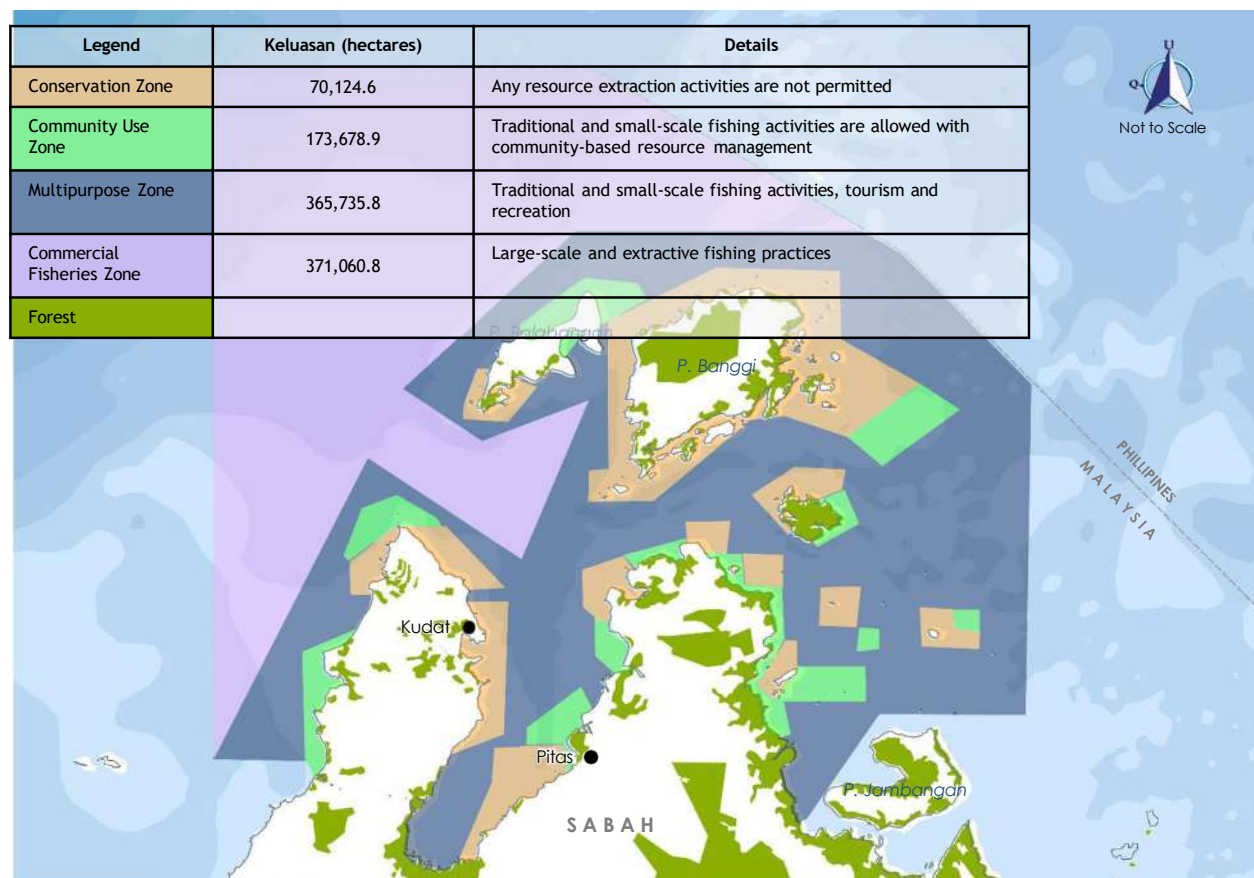 Legend Keluasan (hectares) Details
Conservation Zone 70,124.6 Any resource extraction activities are not permitted
Community Use
Zone
173,678.9
Traditional and small-scale fishing activities are allowed with
community-based resource management
Multipurpose Zone
365,735.8
Traditional and small-scale fishing activities, tourism and
recreation
Commercial
Fisheries Zone
371,060.8
Large-scale and extractive fishing practices
Forest
U
Q
Not to Scale
P. Balabangan
P. Banggi
PHILLIPINES
MALAYSIA
Kudat
Pitas
P. Jambangan
SABAH